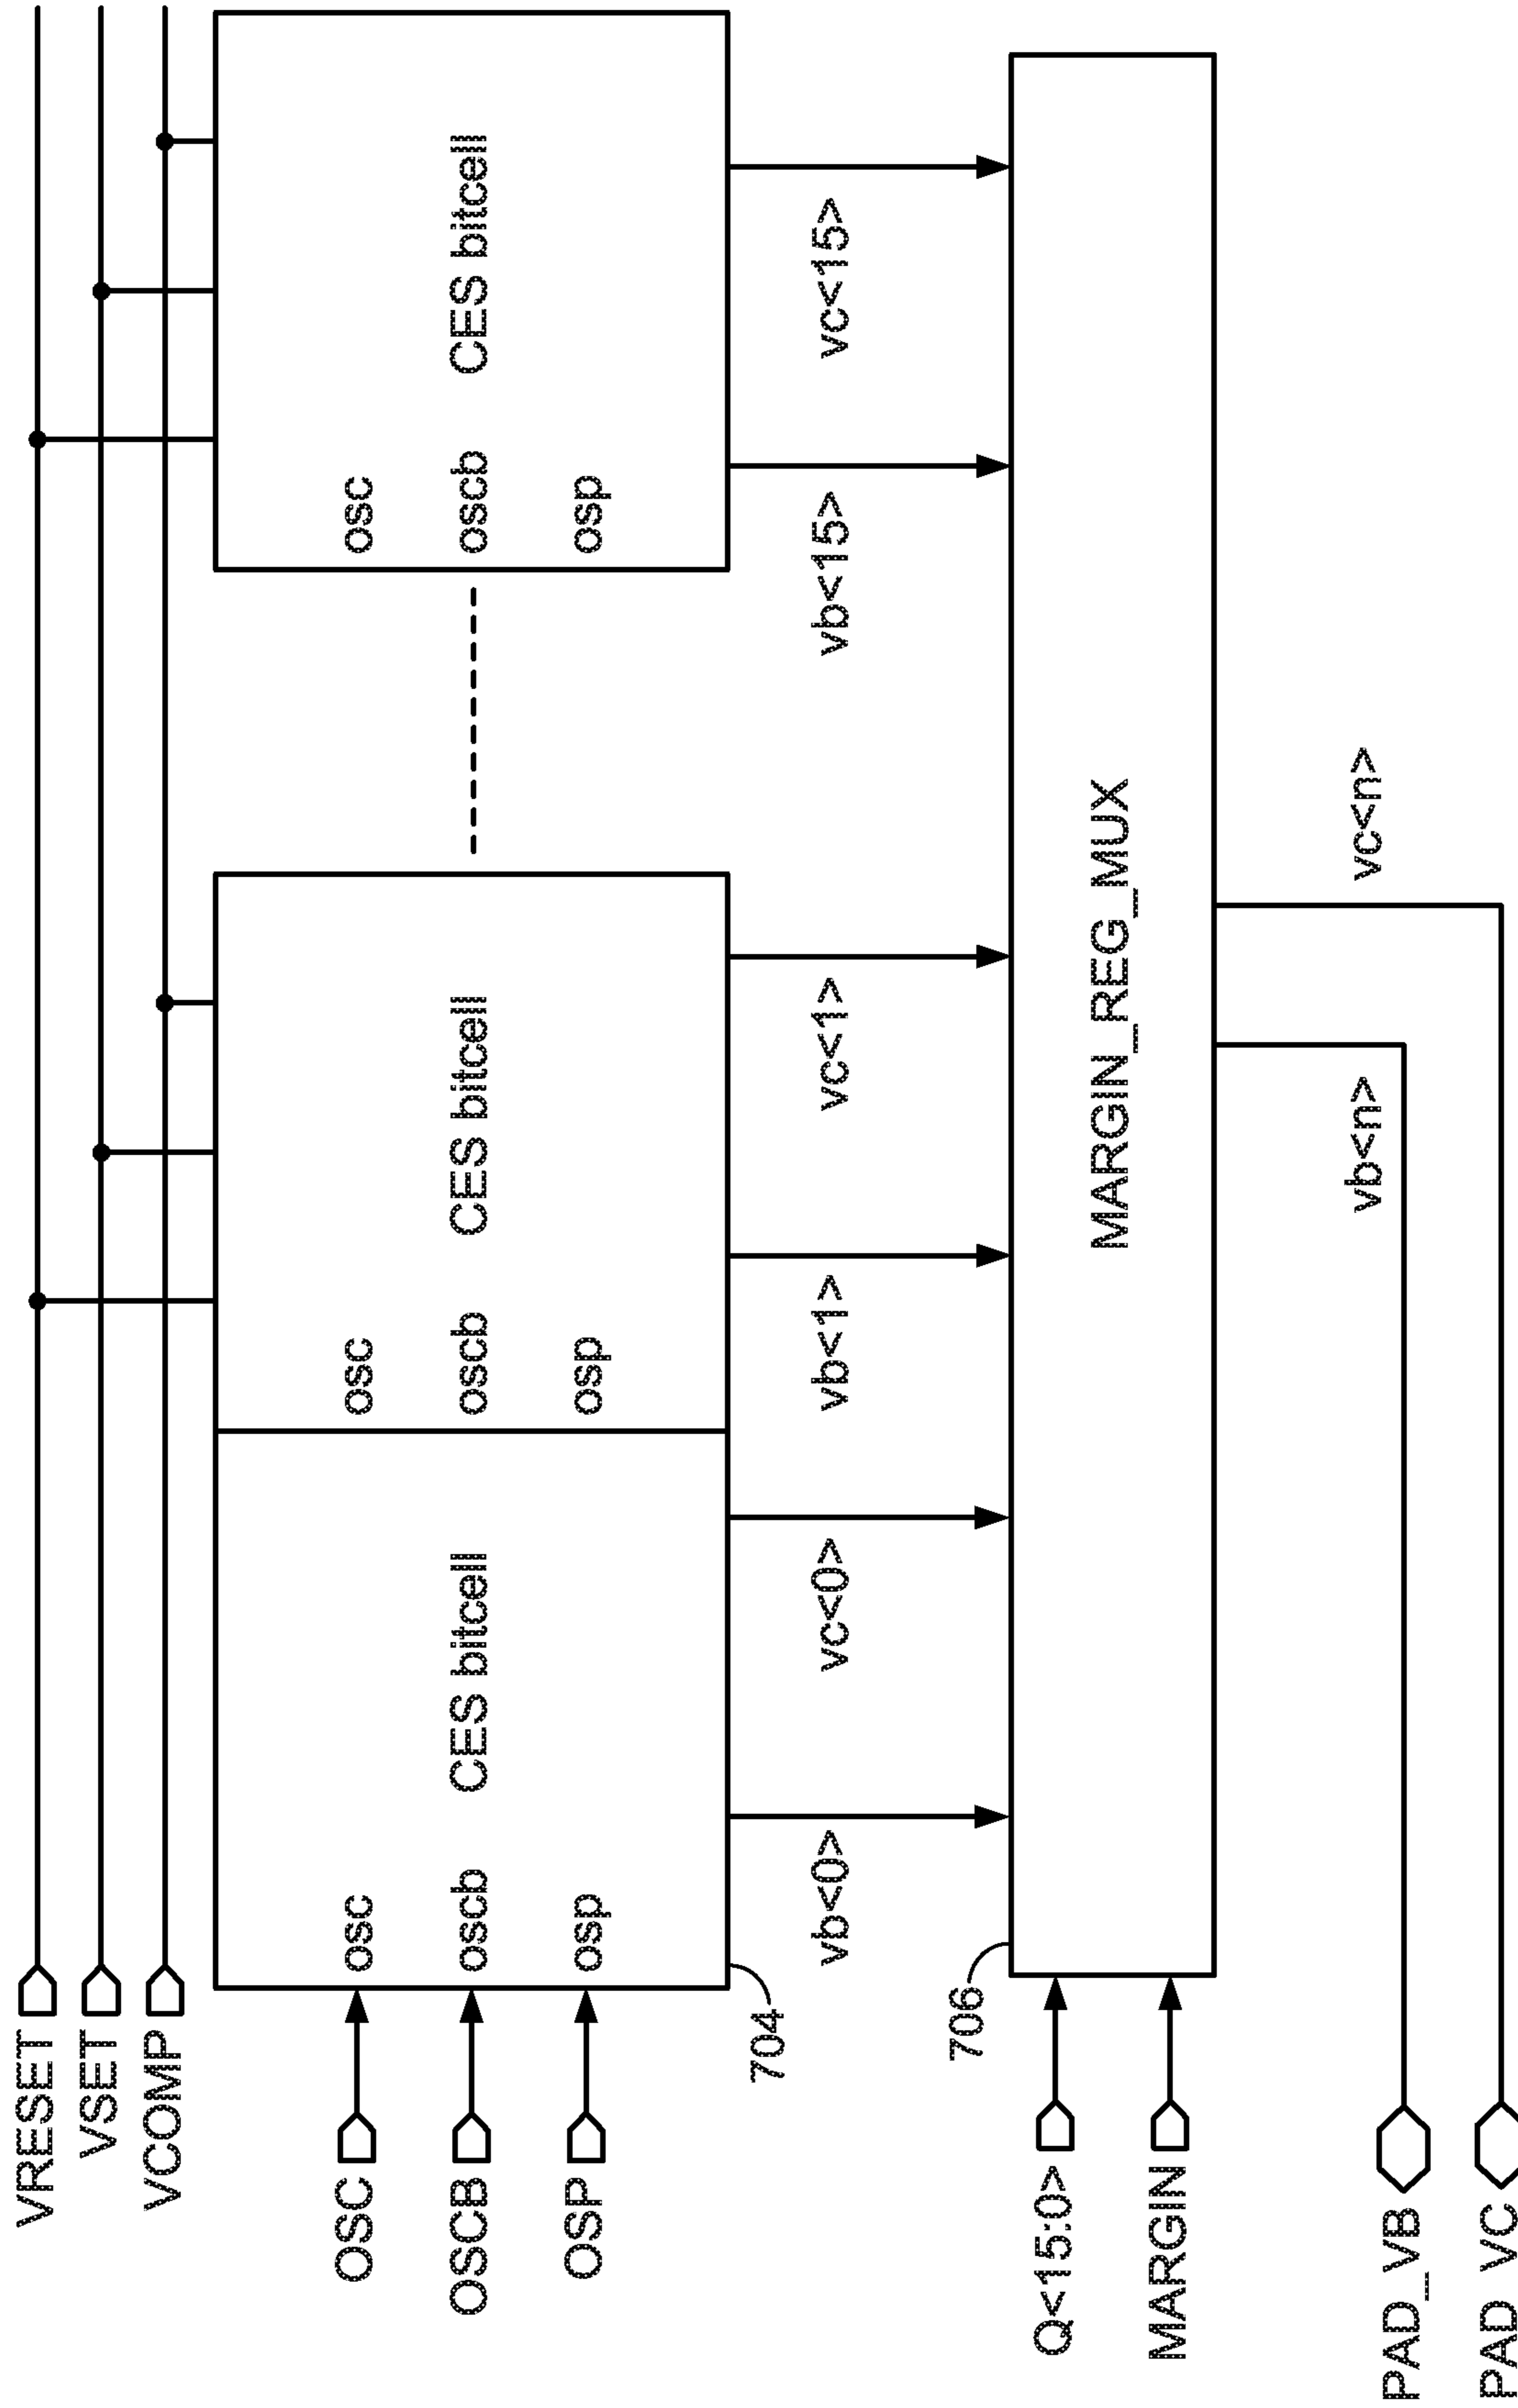 VRESET
VSET
VCOMP
OSC
OSCB
OSP
osc
oscb
osp
CES bitcell
osc
oscb
osp
CES bitcell
osc
oscb
osp
CES bitcell
704
vb<0>
vc<0>
vb<1>
vc<1>
vb<15>
vc<15>
706
Q<15:0>
MARGIN
MARGIN_REG_MUX
vb<n>
vc<n>
PAD_VB
PAD VC